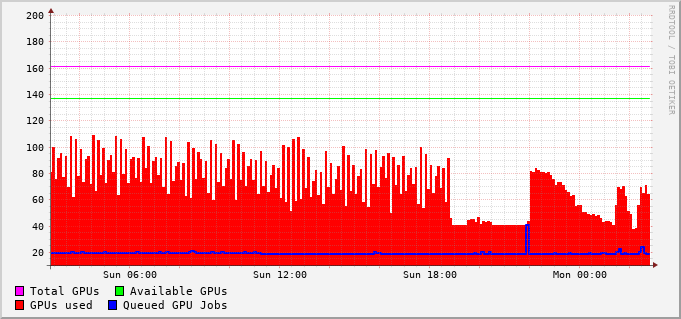 200
180
160
140
120
100
80
60
40
20
Sun 06:00 Sun 12:00 Sun 18:00 Mon 00:00
Total GPUs Available GPUs
GPUs used Queued GPU Jobs
RRDTOOL / TOBI OETIKER